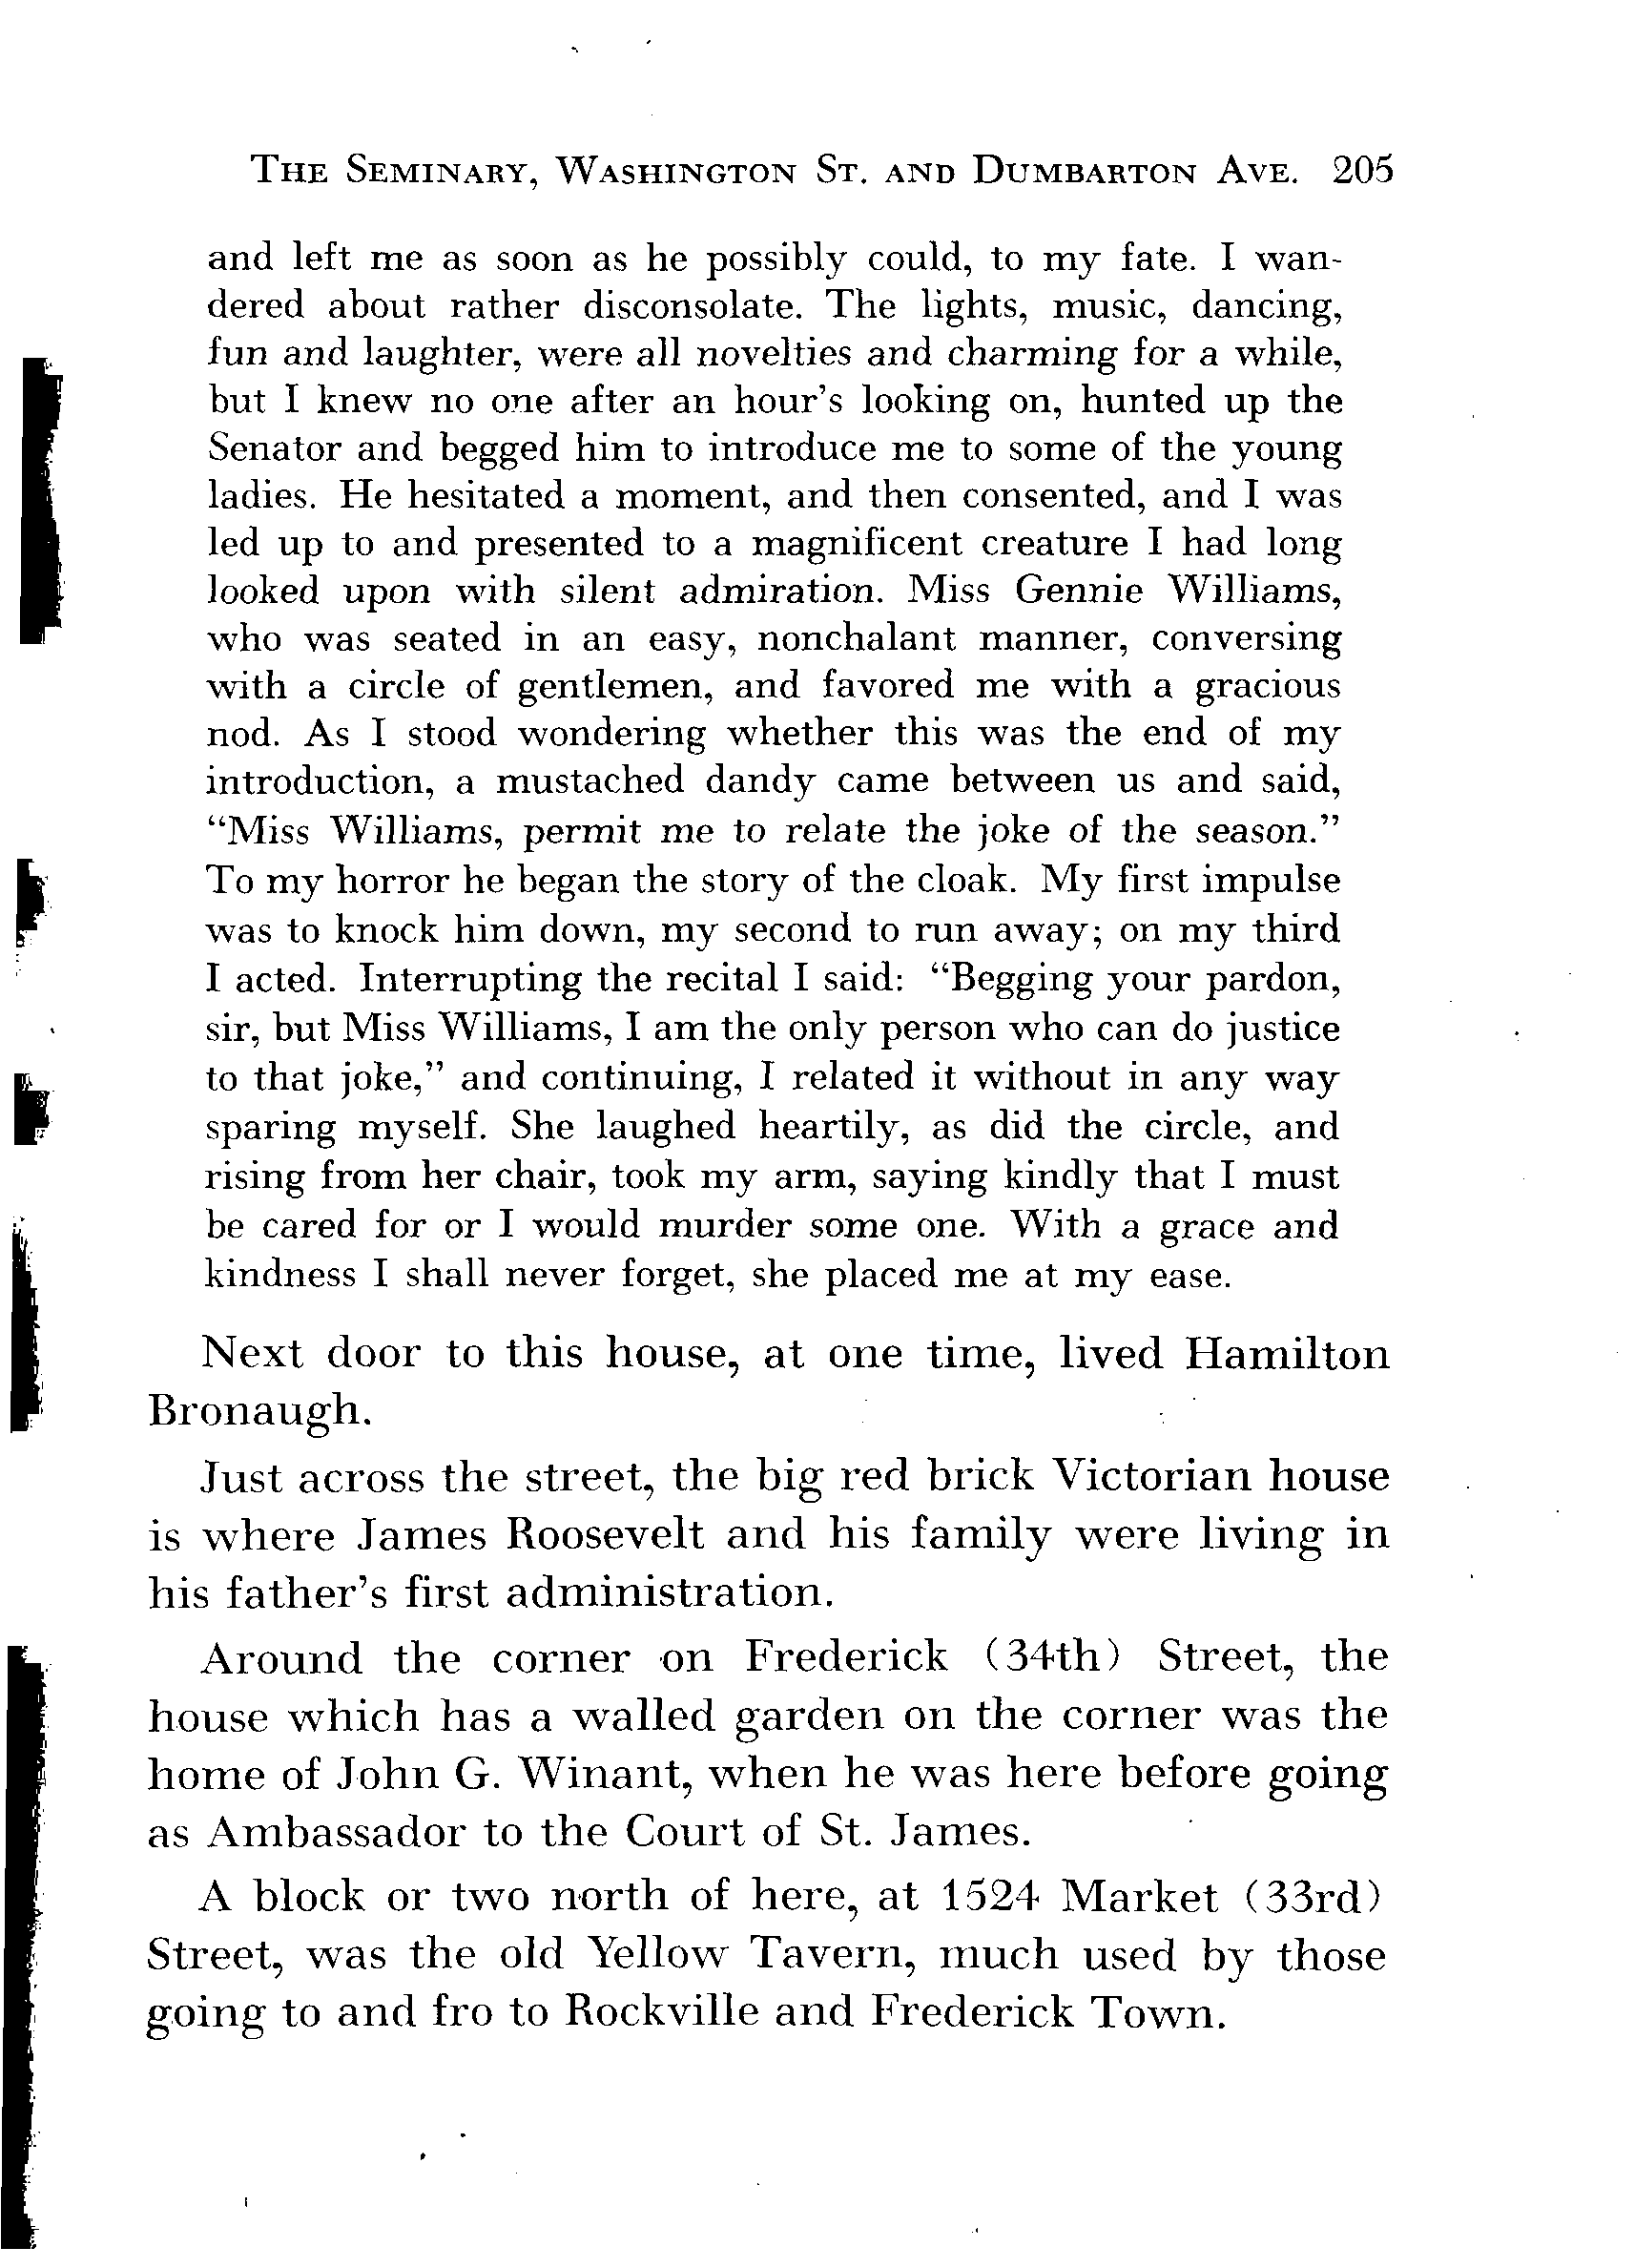 THE SEMINARY, WASHINGTON ST. AND DUMBARTON AVE. 205
and left me as soon as he possibly could, to my fate. I wan-
dered about rather disconsolate. The lights, music, dancing,
fun and laughter, were all novelties and charming for a while,
but I knew no one after an hour's looking on, hunted up the
Senator and begged him to introduce me to some of the young
ladies. He hesitated a moment, and then consented, and I was
led up to and presented to a magnificent creature I had long
looked upon with silent admiration. Miss Gennie Williams,
who was seated in an easy, nonchalant manner, conversing
with a circle of gentlemen, and favored me with a gracious
nod. As I stood wondering whether this was the end of my
introduction, a mustached dandy came between us and said,
“Miss Williams, permit me to relate the joke of the season.”
To my horror he began the story of the cloak. My first impulse
was to knock him down, my second to run away; on my third
I acted. Interrupting the recital I said: “Begging your pardon,
sir, but Miss Williams, I am the only person who can do justice
to that joke,” and continuing, I related it without in any way
sparing myself. She laughed heartily, as did the circle, and
rising from her chair, took my arm, saying kindly that I must
be cared for or I would murder some one. With a grace and
kindness I shall never forget, she placed me at my ease.
Next door to this house, at one time, lived Hamilton
Bronaugh.
Just across the street, the big red brick Victorian house
is where James Roosevelt and his family were living in
his father's first administration.
Around the corner on Frederick (34th) Street, the
house which has a walled garden on the corner was the
home of John G. Winant, when he was here before going
as Ambassador to the Court of St. James.
A block or two north of here, at 1524 Market (33rd)
Street, was the old Yellow Tavern, much used by those
going to and fro to Rockville and Frederick Town.